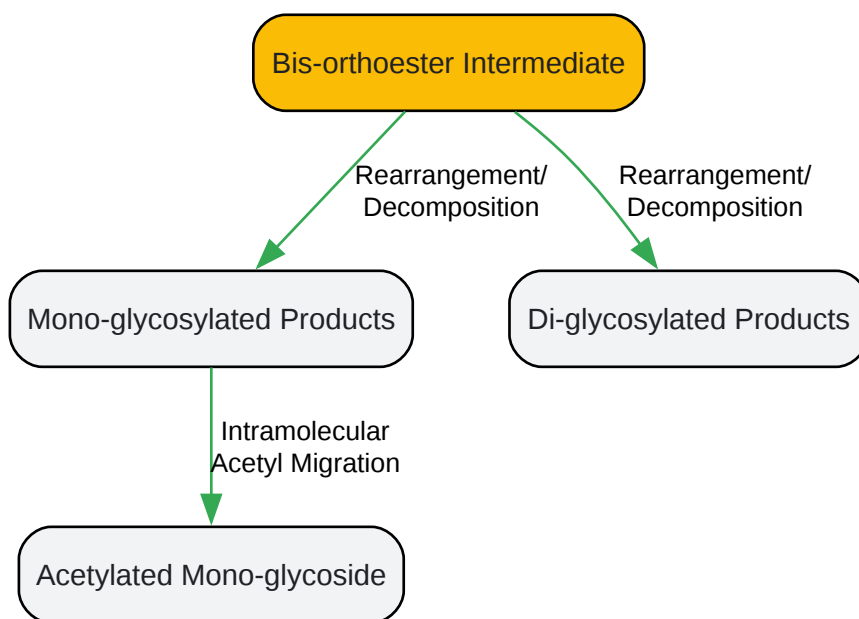 Bis-orthoester Intermediate
Rearrangement/
Decomposition
Rearrangement/
Decomposition
Mono-glycosylated Products
Di-glycosylated Products
Intramolecular
Acetyl Migration
Acetylated Mono-glycoside